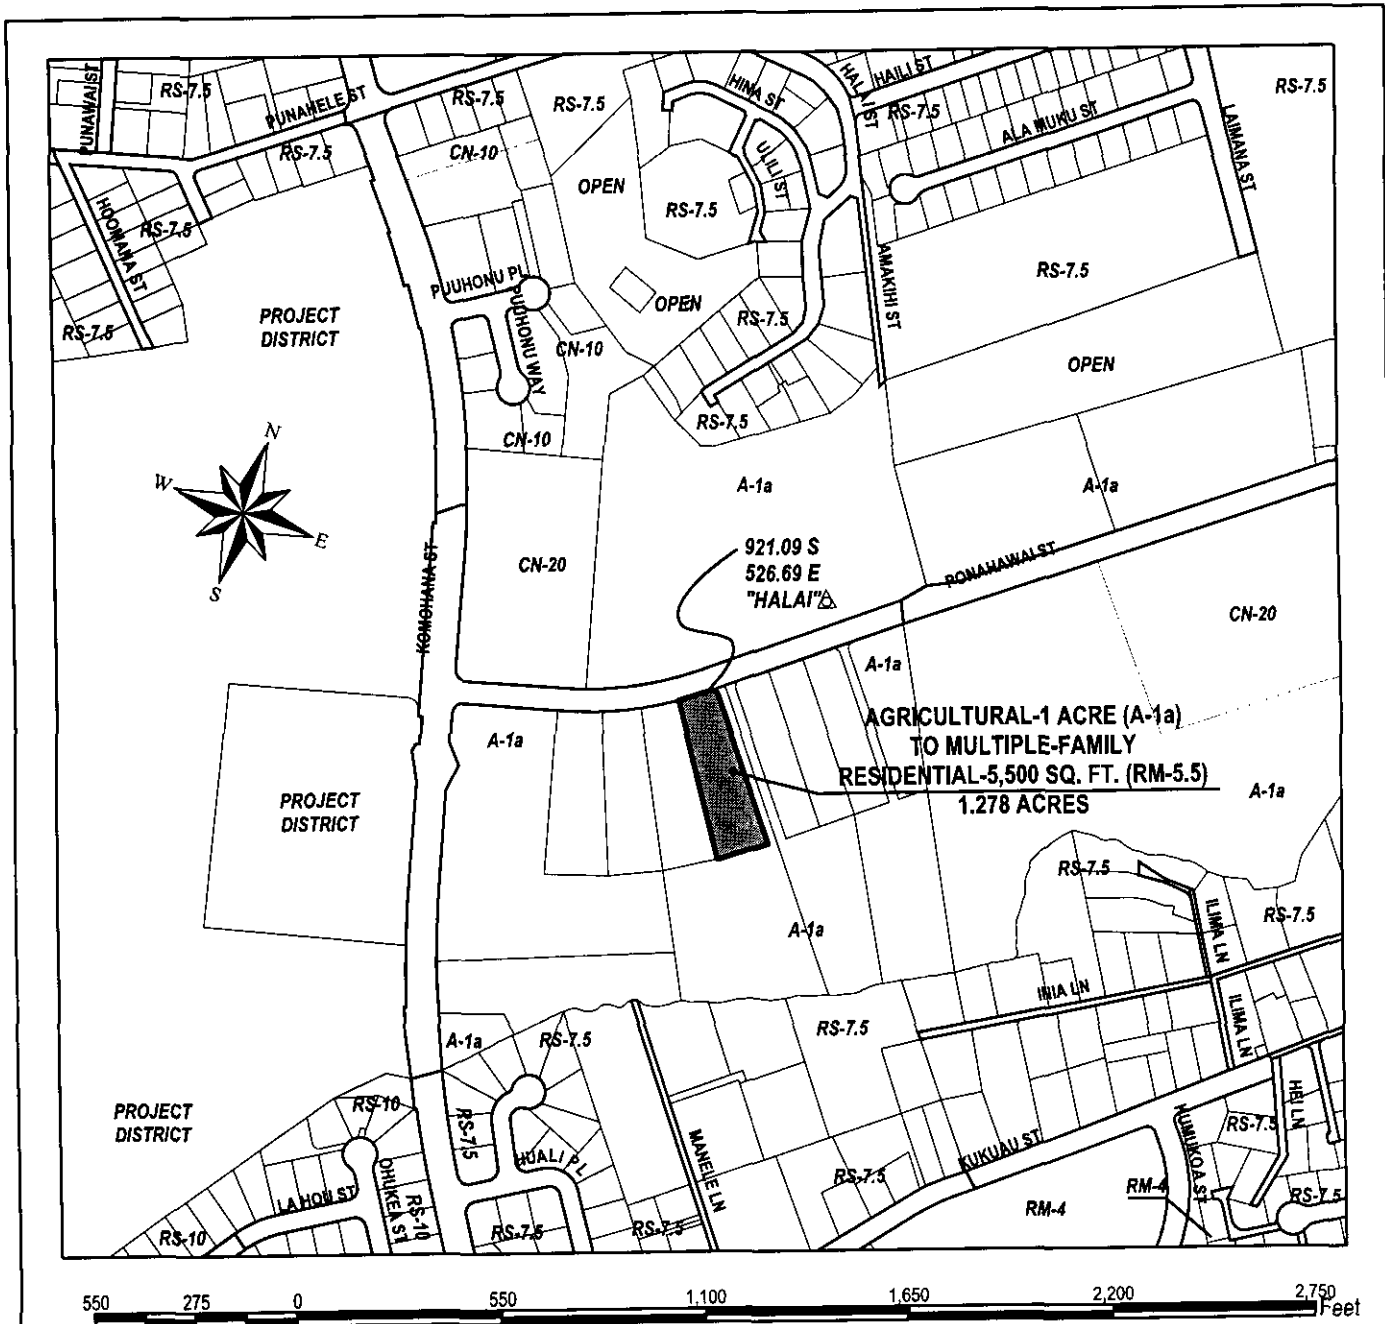 PUNAWAI ST
RS-7.5
PUNAHELE ST
RS-7.5
RS-7.5
RS-7.5
HINA ST
HALAI ST
HAILI ST
RS-7.5
RS-7.5
ALA MUKU ST
LAIMANA ST
CN-10
OPEN
ULILI ST
RS-7.5
HOOMANA ST
RS-7.5
AMAKIHI ST
RS-7.5
PUUHONU PL
PUUHONU WAY
OPEN
RS-7.5
RS-7.5
PROJECT
DISTRICT
CN-10
OPEN
RS-7.5
CN-10
N
W
E
S
A-1a
A-1a
KOMOHANA ST
CN-20
921.09 S
526.69 E
"HALAI"
PONAHAWAI ST
CN-20
A-1a
A-1a
AGRICULTURAL-1 ACRE (A-1a)
TO MULTIPLE-FAMILY
RESIDENTIAL-5,500 SQ. FT. (RM-5.5)
1.278 ACRES
A-1a
PROJECT
DISTRICT
RS-7.5
ILIMA LN
RS-7.5
A-1a
INIA LN
ILIMA LN
A-1a
RS-7.5
RS-7.5
PROJECT
DISTRICT
RS-10
RS-7.5
HUALI PL
MANELE LN
KUKUAU ST
KUMUKOA ST
RS-7.5
HEI LN
LA HOU ST
OHUKEA ST
RS-10
RS-7.5
RM-4
RM-4
RS-7.5
RS-10
RS-7.5
RS-7.5
550 275 0 550 1,100 1,650 2,200 2,750
Feet